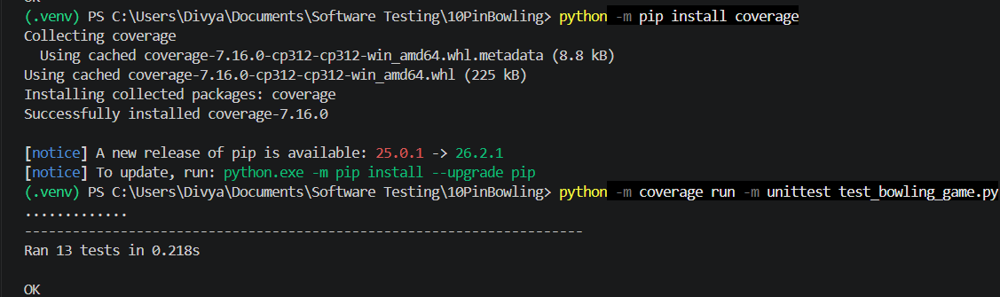 OK
(.venv) PS C:\Users\Divya\Documents\Software Testing\10PinBowling> python -m pip install coverage
Collecting coverage
  Using cached coverage-7.16.0-cp312-cp312-win_amd64.whl.metadata (8.8 kB)
Using cached coverage-7.16.0-cp312-cp312-win_amd64.whl (225 kB)
Installing collected packages: coverage
Successfully installed coverage-7.16.0
[notice] A new release of pip is available: 25.0.1 -> 26.2.1
[notice] To update, run: python.exe -m pip install --upgrade pip
(.venv) PS C:\Users\Divya\Documents\Software Testing\10PinBowling> python -m coverage run -m unittest test_bowling_game.py
.............
----------------------------------------------------------------------
Ran 13 tests in 0.218s
OK